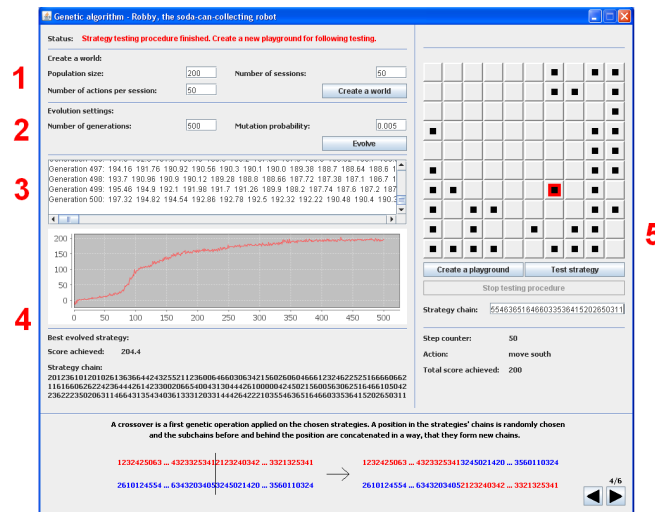 Genetic algorithm - Robby, the soda-can-collecting robot
Status: Strategy testing procedure finished. Create a new playground for following testing.
1
Create a world:
Population size: 200 Number of sessions: 50
Number of actions per session: 50 Create a world
2
Evolution settings:
Number of generations: 500 Mutation probability: 0.005
Evolve
3
Generation 497: 194.16 191.76 190.92 190.56 190.3 190.1 190.0 189.38 188.7 188.64 188.6 1
Generation 498: 193.7 190.96 190.9 190.12 189.28 188.8 188.66 187.72 187.38 187.1 186.7 1
Generation 499: 195.46 194.9 192.1 191.98 191.7 191.26 189.9 188.2 187.74 187.6 187.2 187
Generation 500: 197.32 194.82 194.54 192.86 192.78 192.5 192.32 192.22 190.48 190.4 190.3
200
150
100
50
0
0 50 100 150 200 250 300 350 400 450 500
4
Best evolved strategy:
Score achieved: 204.4
Strategy chain:
5
Create a playground Test strategy
Stop testing procedure
Strategy chain: 554636516466033536415202650311
Step counter: 50
Action: move south
Total score achieved: 200
A crossover is a first genetic operation applied on the chosen strategies. A position in the strategies' chains is randomly chosen
and the subchains before and behind the position are concatenated in a way, that they form new chains.
1232425063 ... 4323325341 2123240342 ... 3321325341 1232425063 ... 4323325341 3245021420 ... 3560110324
2610124554 ... 6343203405 3245021420 ... 3560110324 2610124554 ... 6343203405 2123240342 ... 3321325341
4/6